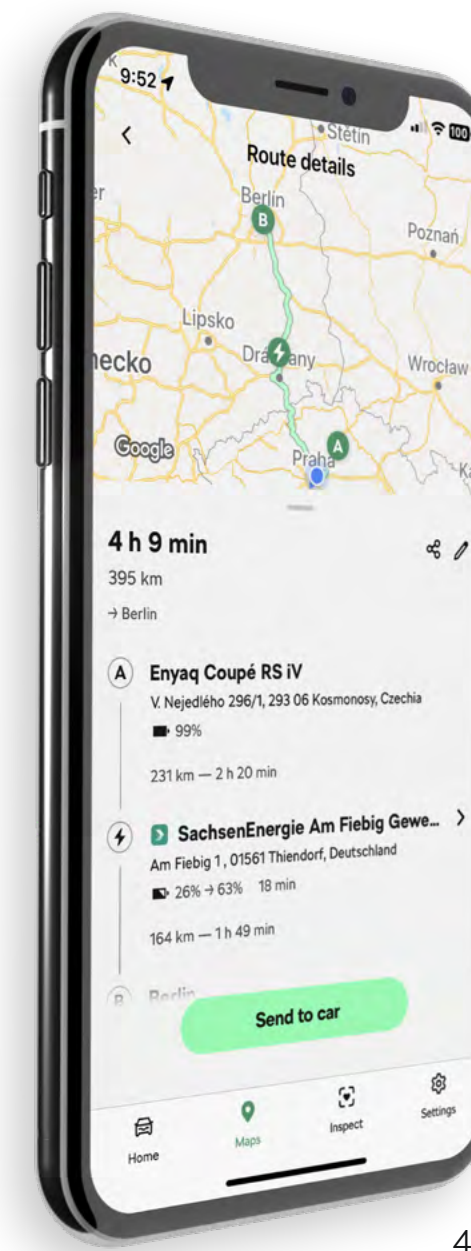 9:52
100
Route details
Štětín
Berlín
B
Poznań
Lipsko
Wrocław
Praha
A
Google
4 h 9 min
395 km
→ Berlin
A Enyaq Coupé RS iV
V. Nejedlého 296/1, 293 06 Kosmonosy, Czechia
99%
231 km — 2 h 20 min
SachsenEnergie Am Fiebig Gewe...
Am Fiebig 1, 01561 Thiendorf, Deutschland
26% → 63% 18 min
164 km — 1 h 49 min
B Berlin
Send to car
Home
Maps
Inspect
Settings
4